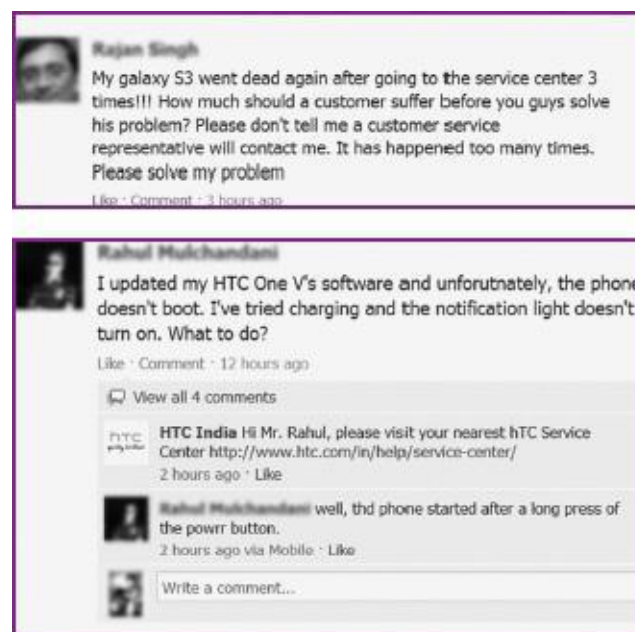 Rajan Singh
My galaxy S3 went dead again after going to the service center 3
times!!! How much should a customer suffer before you guys solve
his problem? Please don't tell me a customer service
representative will contact me. It has happened too many times.
Please solve my problem
Like · Comment · 3 hours ago
Rahul Mulchandani
I updated my HTC One V's software and unforutnately, the phone
doesn't boot. I've tried charging and the notification light doesn't
turn on. What to do?
Like · Comment · 12 hours ago
View all 4 comments
hTC
HTC India Hi Mr. Rahul, please visit your nearest hTC Service
Center http://www.htc.com/in/help/service-center/
2 hours ago · Like
Rahul Mulchandani well, thd phone started after a long press of
the powrr button.
2 hours ago via Mobile · Like
Write a comment...